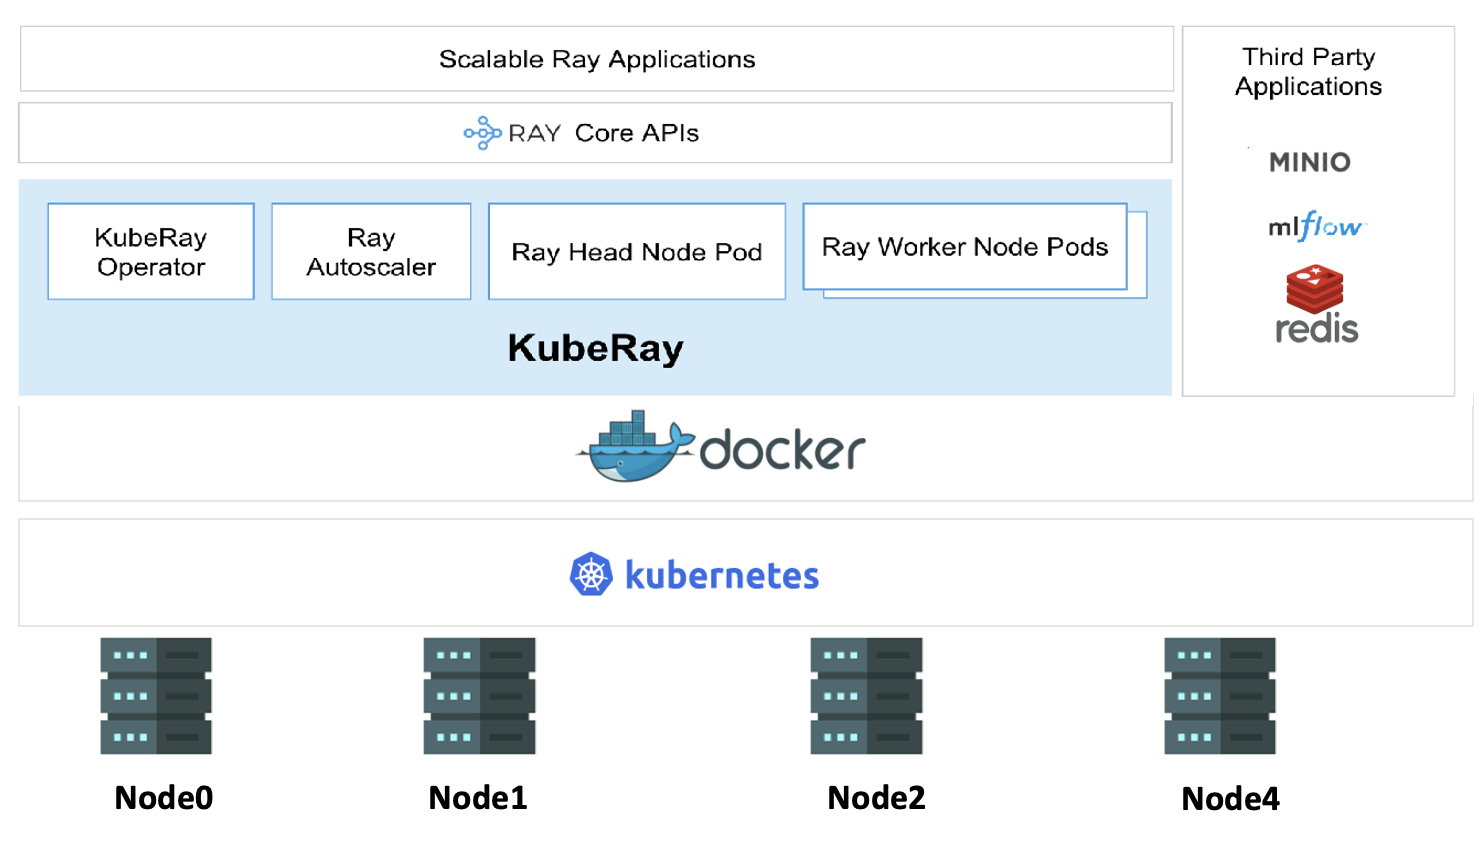 Scalable Ray Applications
RAY Core APIs
KubeRay
Operator
Ray
Autoscaler
Ray Head Node Pod
Ray Worker Node Pods
KubeRay
Third Party
Applications
MINIO
mlflow
redis
docker
kubernetes
Node0
Node1
Node2
Node4